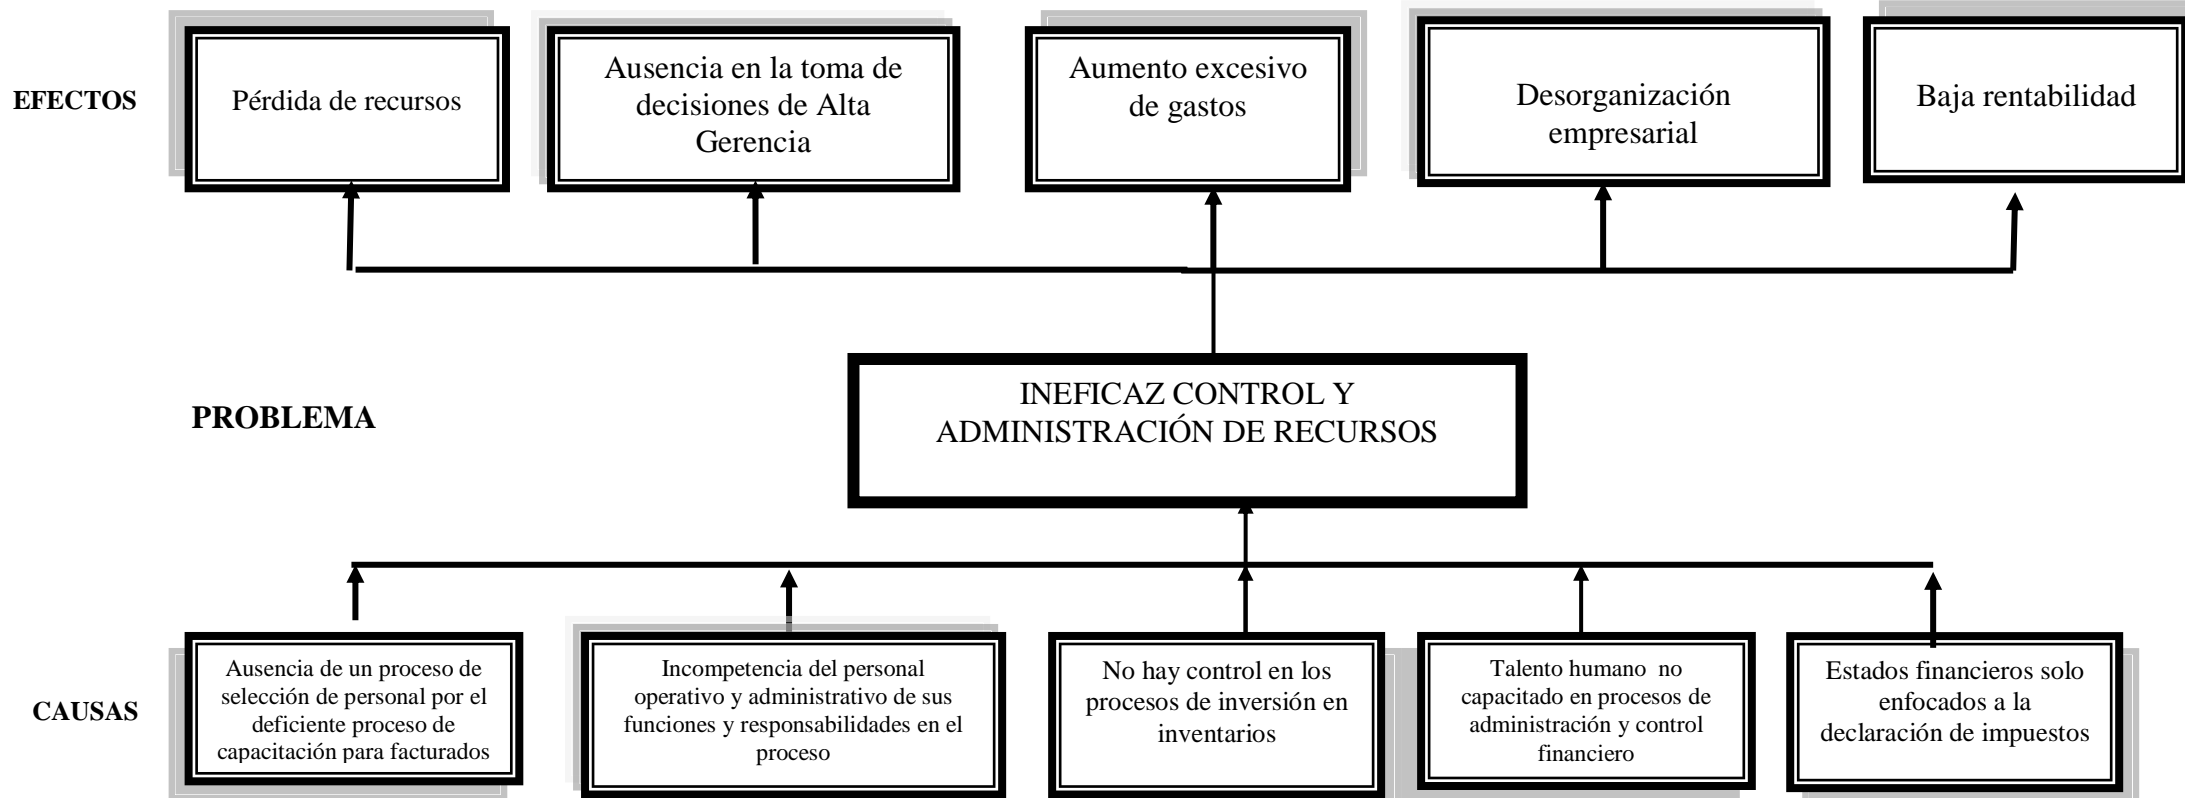 EFECTOS
Pérdida de recursos
Ausencia en la toma de
decisiones de Alta
Gerencia
Aumento excesivo
de gastos
Desorganización
empresarial
Baja rentabilidad
PROBLEMA
INEFICAZ CONTROL Y
ADMINISTRACIÓN DE RECURSOS
CAUSAS
Ausencia de un proceso de
selección de personal por el
deficiente proceso de
capacitación para facturados
Incompetencia del personal
operativo y administrativo de sus
funciones y responsabilidades en el
proceso
No hay control en los
procesos de inversión en
inventarios
Talento humano no
capacitado en procesos de
administración y control
financiero
Estados financieros solo
enfocados a la
declaración de impuestos